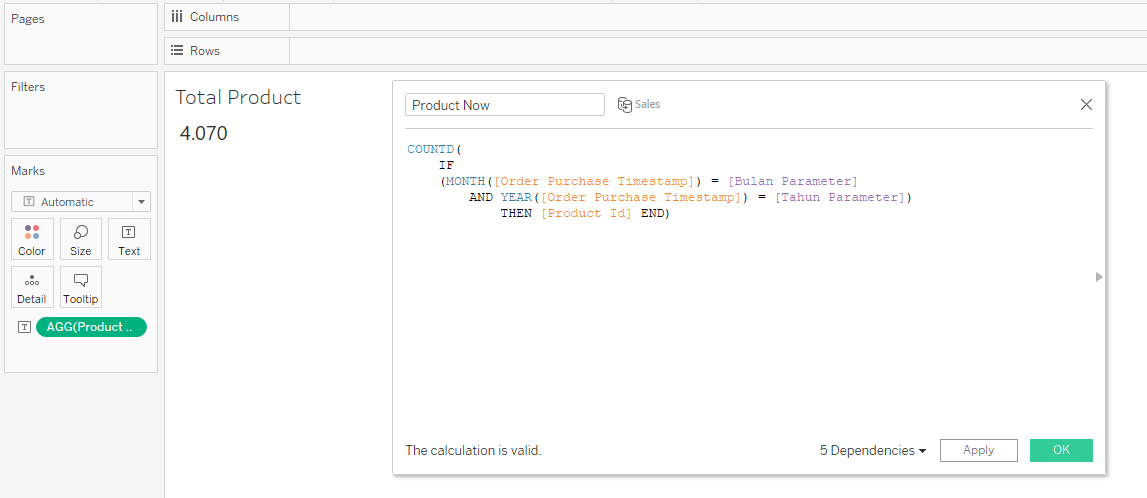 Pages
Columns
Rows
Filters
Total Product
4.070
Product Now
Sales
COUNTD(
IF
(MONTH([Order Purchase Timestamp]) = [Bulan Parameter]
AND YEAR([Order Purchase Timestamp]) = [Tahun Parameter])
THEN [Product Id] END)
Marks
Automatic
Color
Size
Text
Detail
Tooltip
AGG(Product ..
The calculation is valid.
5 Dependencies
Apply
OK